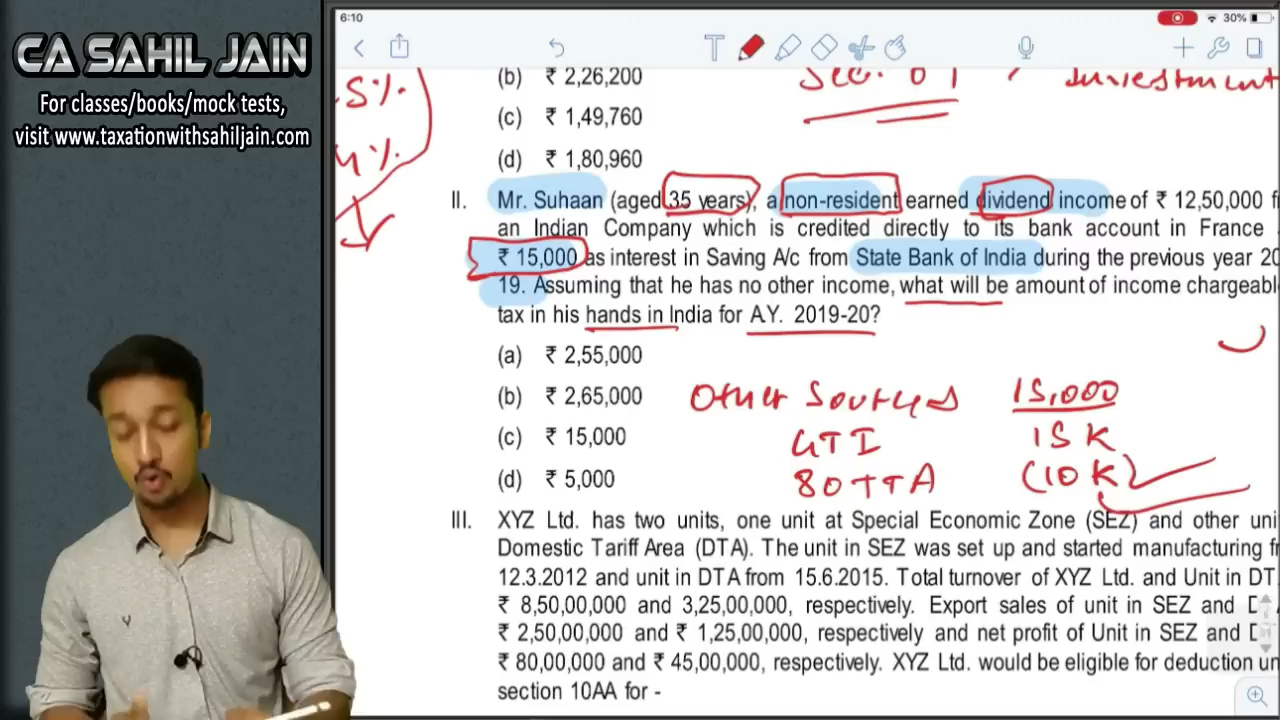 6:10
30%
CA SAHIL JAIN
For classes/books/mock tests,
visit www.taxationwithsahiljain.com
5%
4%
(b) ₹ 2,26,200
(c) ₹ 1,49,760
(d) ₹ 1,80,960
Investment
II. Mr. Suhaan (aged 35 years), a non-resident earned dividend income of ₹ 12,50,000
an Indian Company which is credited directly to its bank account in France
₹ 15,000 as interest in Saving A/c from State Bank of India during the previous year 20
19. Assuming that he has no other income, what will be amount of income chargeabl
tax in his hands in India for A.Y. 2019-20?
(a) ₹ 2,55,000
(b) ₹ 2,65,000
(c) ₹ 15,000
(d) ₹ 5,000
Other Sources 15,000
GTI 15 K
80TTA (10 K)
III. XYZ Ltd. has two units, one unit at Special Economic Zone (SEZ) and other uni
Domestic Tariff Area (DTA). The unit in SEZ was set up and started manufacturing f
12.3.2012 and unit in DTA from 15.6.2015. Total turnover of XYZ Ltd. and Unit in DT
₹ 8,50,00,000 and 3,25,00,000, respectively. Export sales of unit in SEZ and D
₹ 2,50,00,000 and ₹ 1,25,00,000, respectively and net profit of Unit in SEZ and D
₹ 80,00,000 and ₹ 45,00,000, respectively. XYZ Ltd. would be eligible for deduction un
section 10AA for -